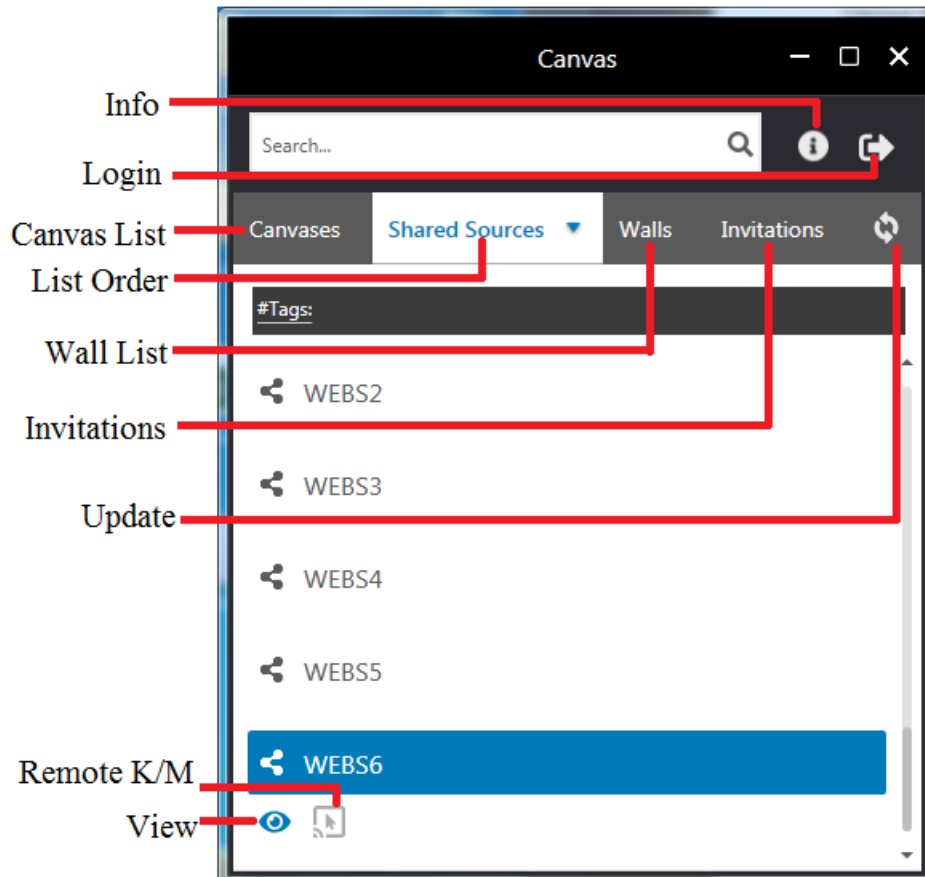 Canvas
Info
Search...
Login
Canvas List
Canvases Shared Sources Walls Invitations
List Order
#Tags:
Wall List
WEBS2
Invitations
WEBS3
Update
WEBS4
WEBS5
WEBS6
Remote K/M
View